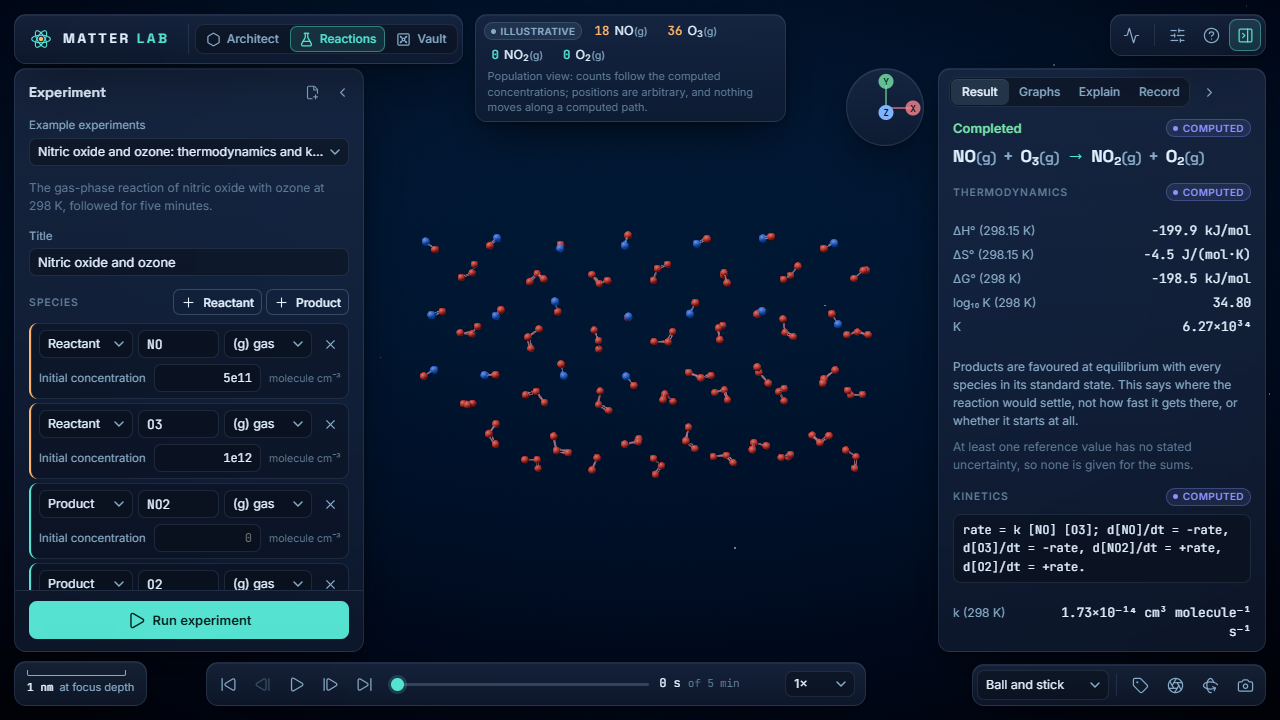 MATTER LAB
Architect
Reactions
Vault
ILLUSTRATIVE 18 NO(g) 36 O₃(g)
0 NO₂(g) 0 O₂(g)
Population view: counts follow the computed
concentrations; positions are arbitrary, and nothing
moves along a computed path.
Y
X
Z
Experiment
Example experiments
Nitric oxide and ozone: thermodynamics and k...
The gas-phase reaction of nitric oxide with ozone at
298 K, followed for five minutes.
Title
Nitric oxide and ozone
SPECIES
Reactant
Product
Reactant NO (g) gas
Initial concentration 5e11 molecule cm⁻³
Reactant O3 (g) gas
Initial concentration 1e12 molecule cm⁻³
Product NO2 (g) gas
Initial concentration 0 molecule cm⁻³
Product O2 (g) gas
Run experiment
Result Graphs Explain Record
Completed COMPUTED
NO(g) + O₃(g) → NO₂(g) + O₂(g)
THERMODYNAMICS COMPUTED
ΔH° (298.15 K) -199.9 kJ/mol
ΔS° (298.15 K) -4.5 J/(mol·K)
ΔG° (298 K) -198.5 kJ/mol
log₁₀ K (298 K) 34.80
K 6.27×10³⁴
Products are favoured at equilibrium with every
species in its standard state. This says where the
reaction would settle, not how fast it gets there, or
whether it starts at all.
At least one reference value has no stated
uncertainty, so none is given for the sums.
KINETICS COMPUTED
rate = k [NO] [O3]; d[NO]/dt = -rate,
d[O3]/dt = -rate, d[NO2]/dt = +rate,
d[O2]/dt = +rate.
k (298 K) 1.73×10⁻¹⁴ cm³ molecule⁻¹
s⁻¹
1 nm at focus depth
0 s of 5 min
1×
Ball and stick